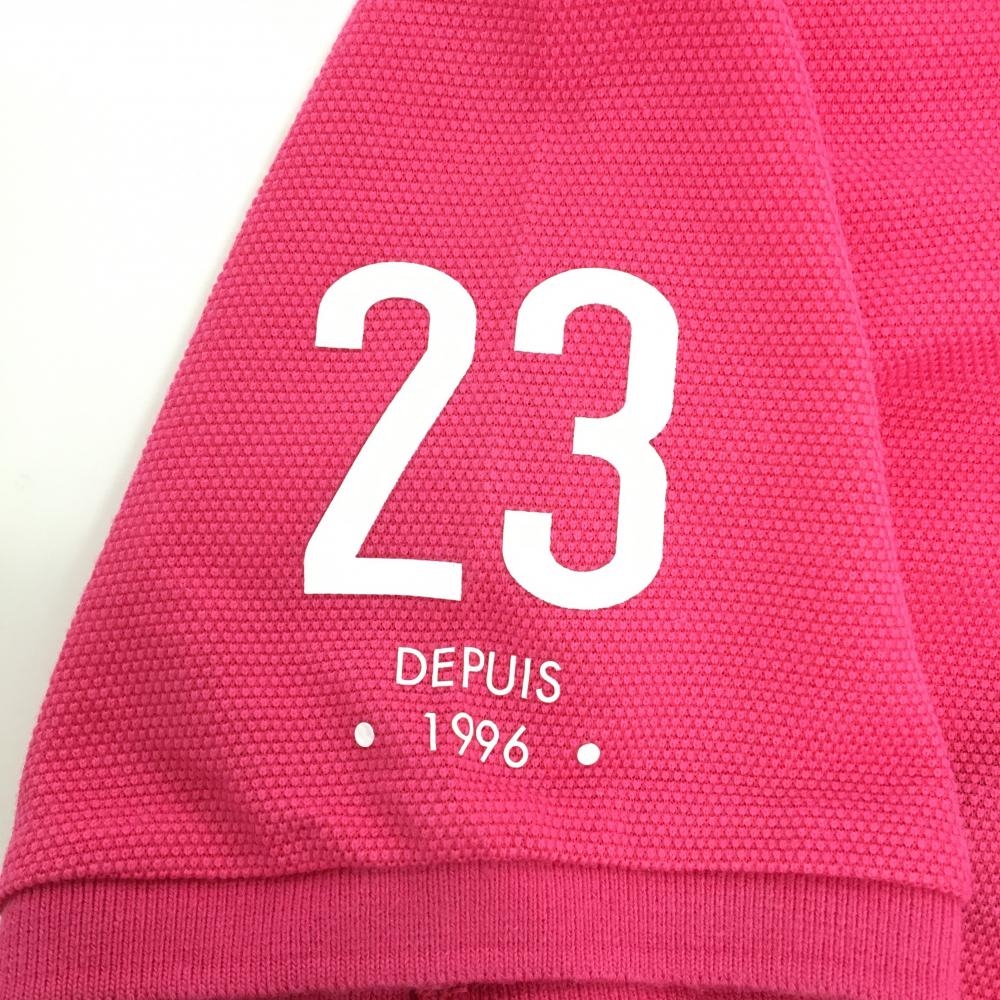 23
DEPUIS
• 1996 •